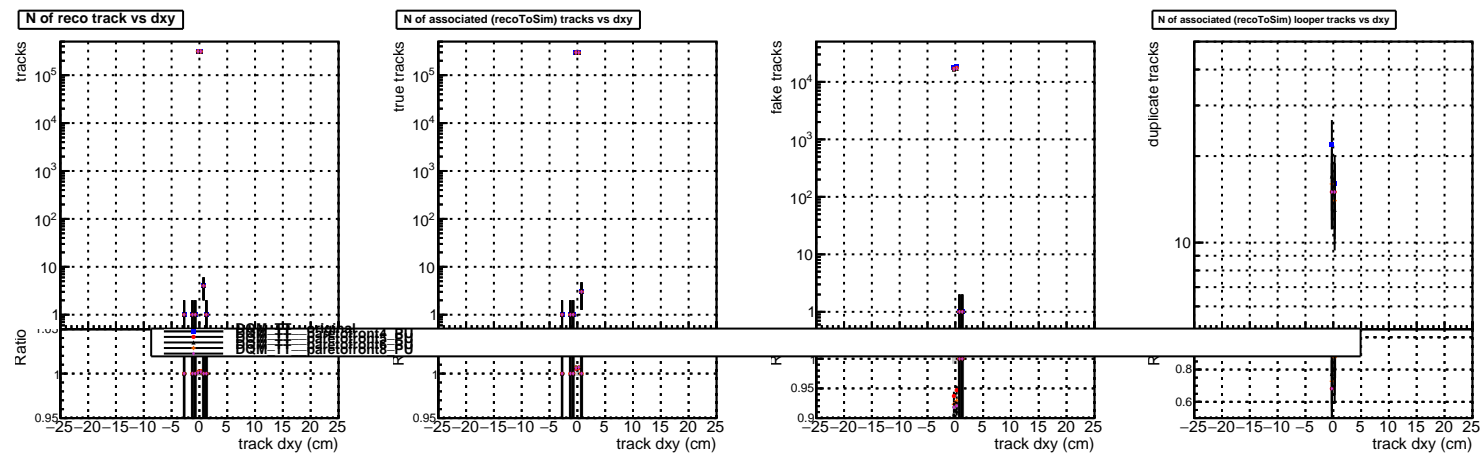 N of reco track vs dxy
N of associated (recoToSim) tracks vs dxy
N of associated (recoToSim) looper tracks vs dxy
tracks
10⁵
10⁴
10³
10²
10
1
Ratio
1
0.95
−25 −20 −15 −10 −5 0 5 10 15 20 25
track dxy (cm)
true tracks
10⁵
10⁴
10³
10²
10
1
1
0.95
−25 −20 −15 −10 −5 0 5 10 15 20 25
track dxy (cm)
fake tracks
10⁴
10³
10²
10
1
1
0.95
0.9
−25 −20 −15 −10 −5 0 5 10 15 20 25
track dxy (cm)
duplicate tracks
10
0.8
0.6
−25 −20 −15 −10 −5 0 5 10 15 20 25
track dxy (cm)